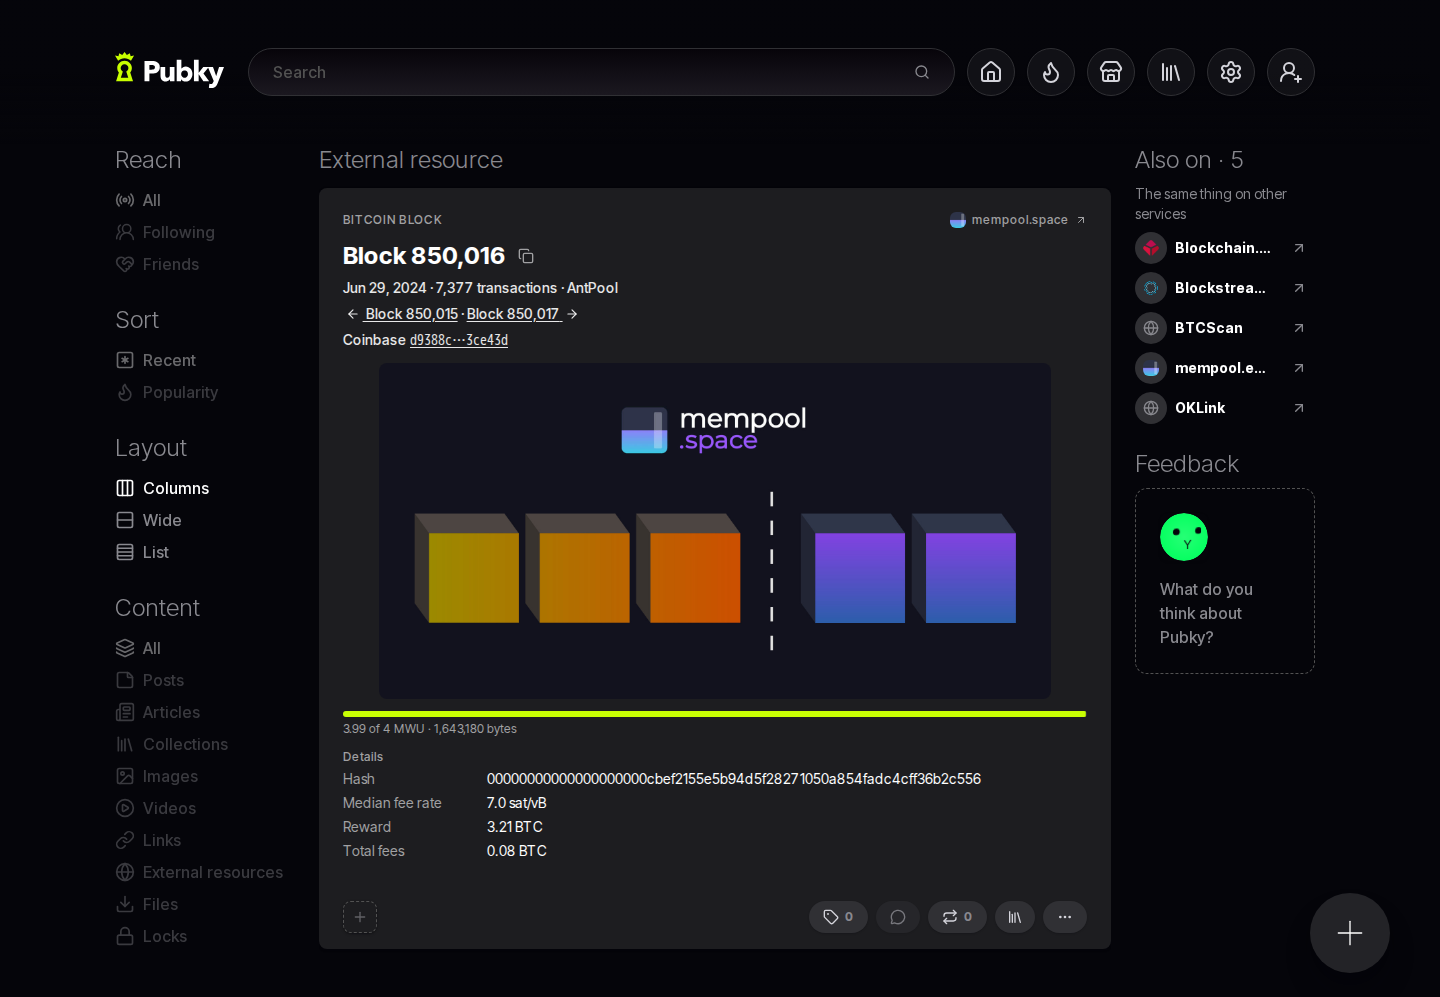 Pubky
Search
Reach
All
Following
Friends
Sort
Recent
Popularity
Layout
Columns
Wide
List
Content
All
Posts
Articles
Collections
Images
Videos
Links
External resources
Files
Locks
External resource
BITCOIN BLOCK
mempool.space
Block 850,016
Jun 29, 2024 · 7,377 transactions · AntPool
← Block 850,015 · Block 850,017 →
Coinbase d9388c···3ce43d
mempool
.space
3.99 of 4 MWU · 1,643,180 bytes
Details
Hash 00000000000000000000cbef2155e5b94d5f28271050a854fadc4cff36b2c556
Median fee rate 7.0 sat/vB
Reward 3.21 BTC
Total fees 0.08 BTC
0
0
Also on · 5
The same thing on other
services
Blockchain....
Blockstrea...
BTCScan
mempool.e...
OKLink
Feedback
What do you
think about
Pubky?